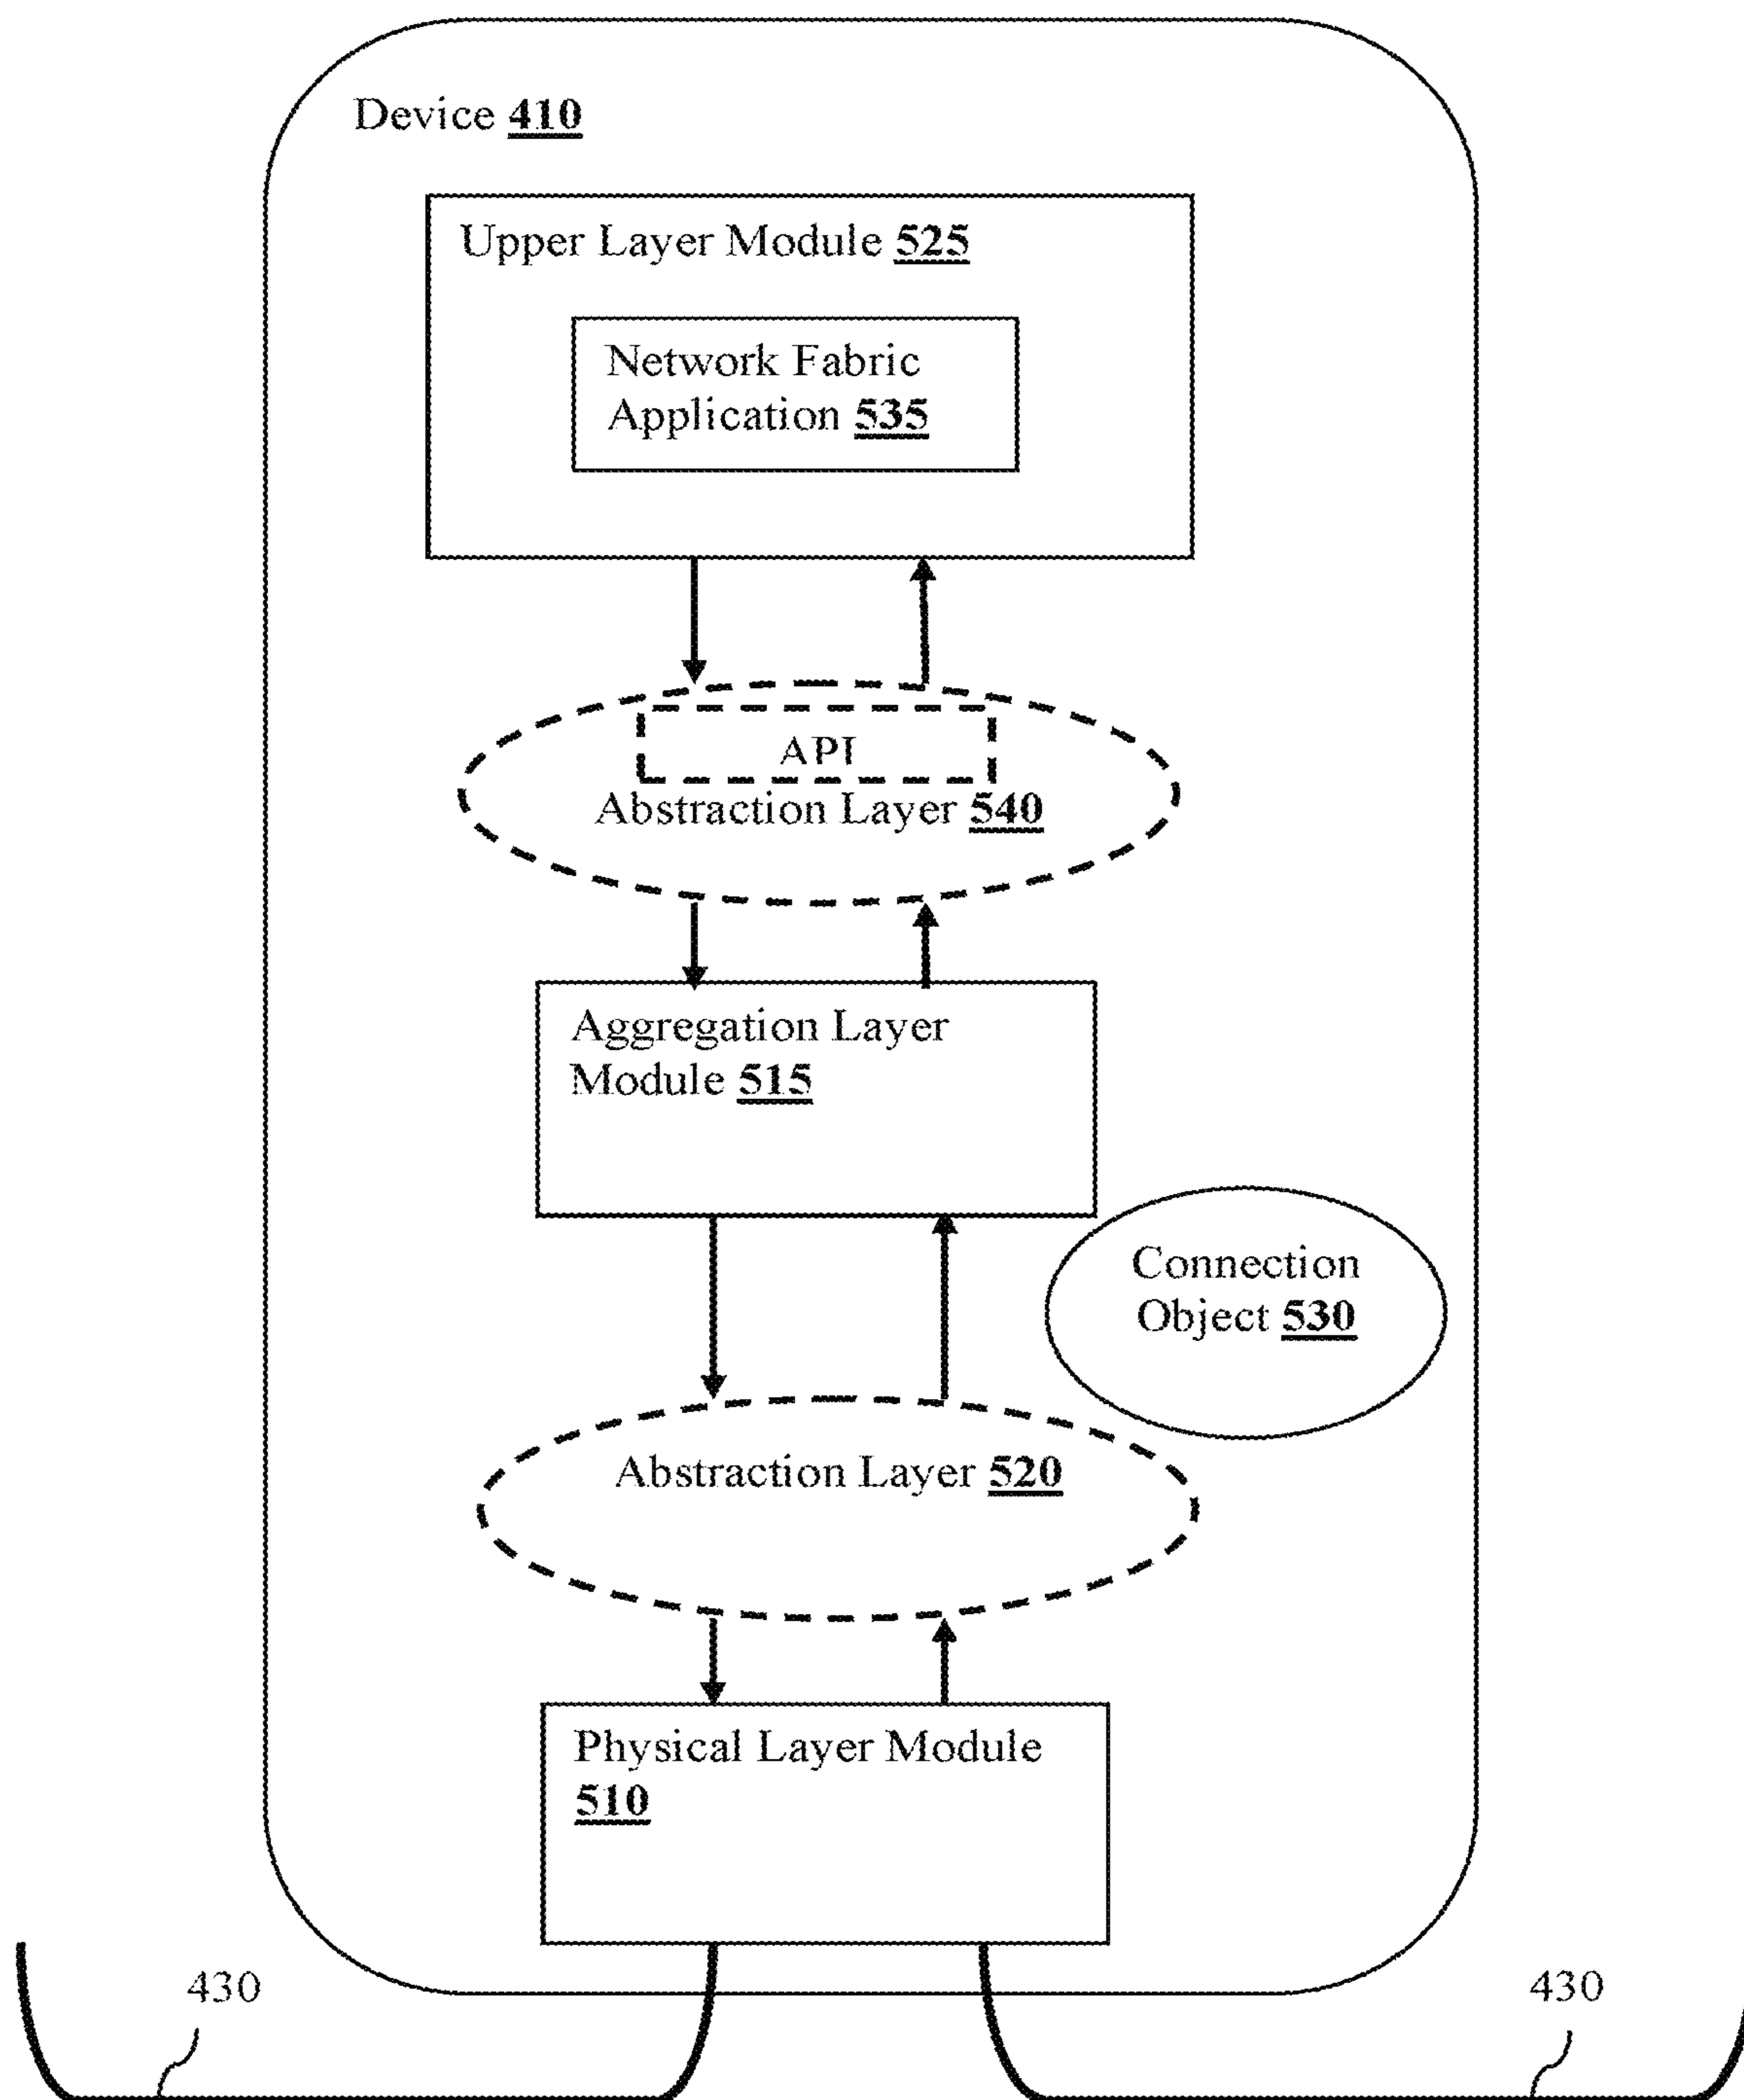 Device 410
Upper Layer Module 525
Network Fabric
Application 535
API
Abstraction Layer 540
Aggregation Layer
Module 515
Connection
Object 530
Abstraction Layer 520
Physical Layer Module
510
430
430